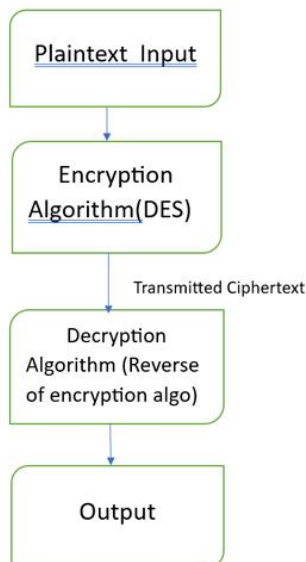 Plaintext Input
Encryption
Algorithm(DES)
Transmitted Ciphertext
Decryption
Algorithm (Reverse
of encryption algo)
Output